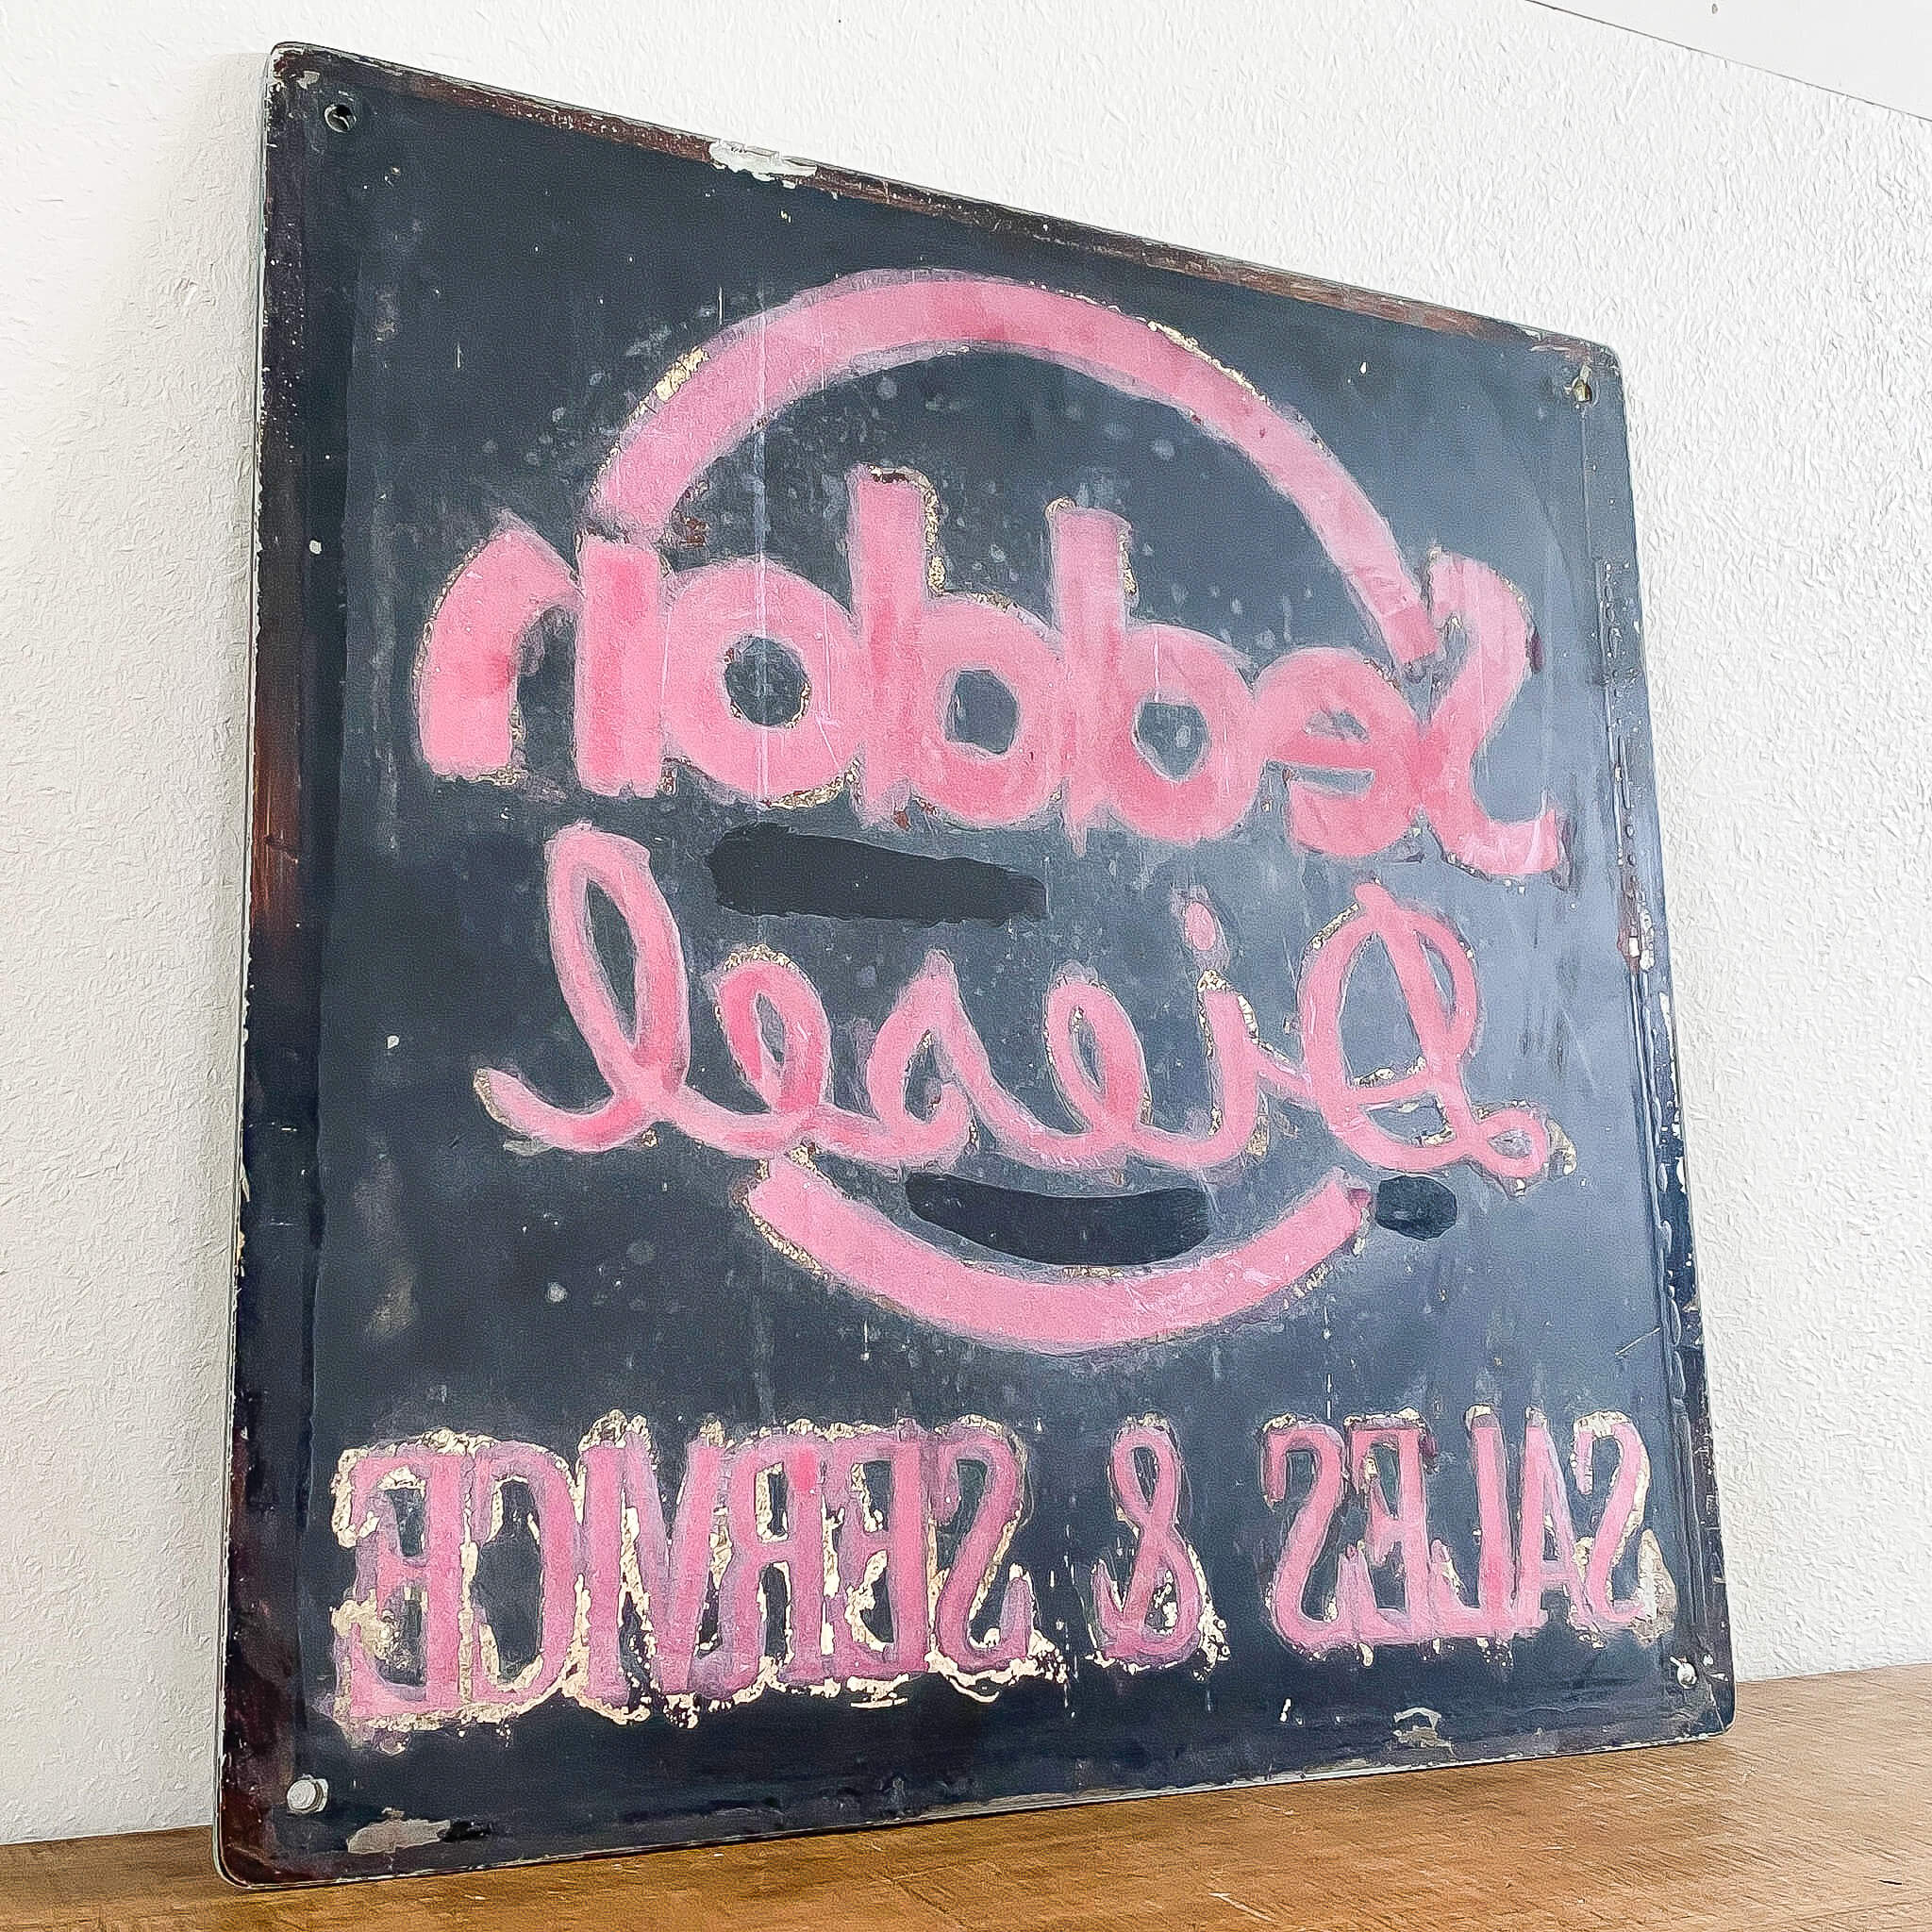 Seddon
Diesel
SALES & SERVICE